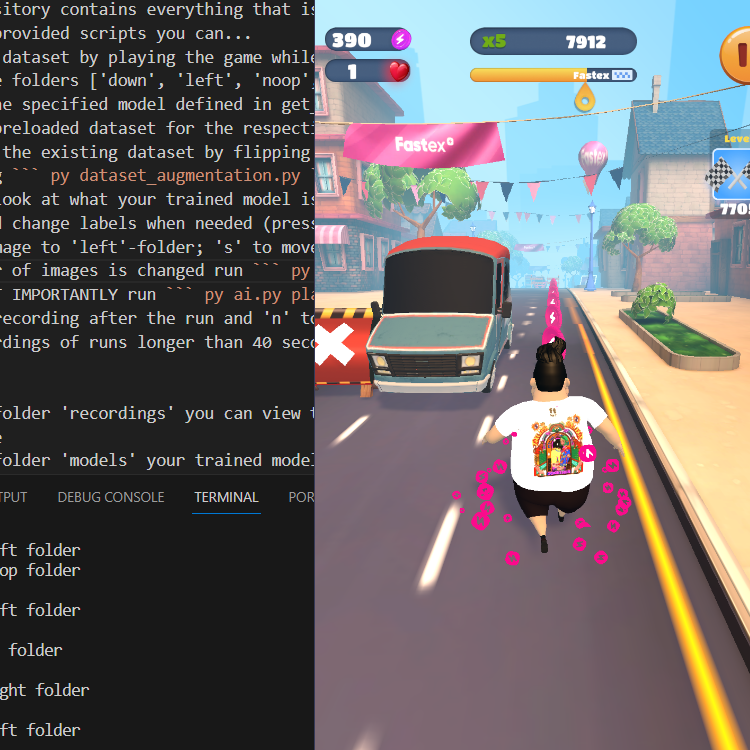 sitory contains everything that is
provided scripts you can...
dataset by playing the game while
e folders ['down', 'left', 'noop'
he specified model defined in get_
preloaded dataset for the respecti
the existing dataset by flipping
g ``` py dataset_augmentation.py
look at what your trained model is
d change labels when needed (press
mage to 'left'-folder; 's' to move
r of images is changed run ``` py
T IMPORTANTLY run ``` py ai.py pla
recording after the run and 'n' to
rdings of runs longer than 40 seco
folder 'recordings' you can view t
e
folder 'models' your trained model
TPUT DEBUG CONSOLE TERMINAL POR
ft folder
op folder
ft folder
folder
ght folder
ft folder
390
1
x5 7912
Fastex
Fastex
Fastex
Leve
770